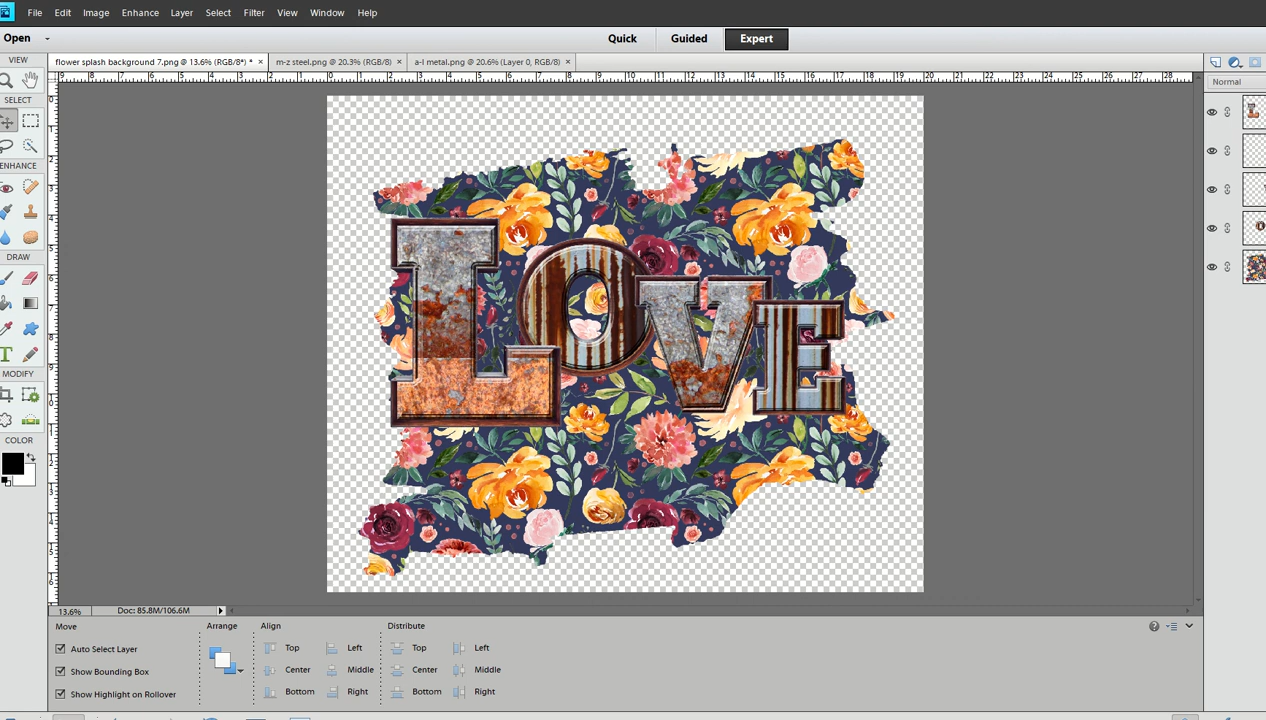 File Edit Image Enhance Layer Select Filter View Window Help
Open Quick Guided Expert
flower splash background 7.png @ 13.6% (RGB/8*) * × m-z steel.png @ 20.3% (RGB/8) × a-l metal.png @ 20.6% (Layer 0, RGB/8) ×
VIEW
Normal
SELECT
ENHANCE
DRAW
MODIFY
COLOR
LOVE
13.6% Doc: 85.8M/106.6M
Move Arrange Align Distribute
Auto Select Layer Top Left Top Left
Show Bounding Box Center Middle Center Middle
Show Highlight on Rollover Bottom Right Bottom Right